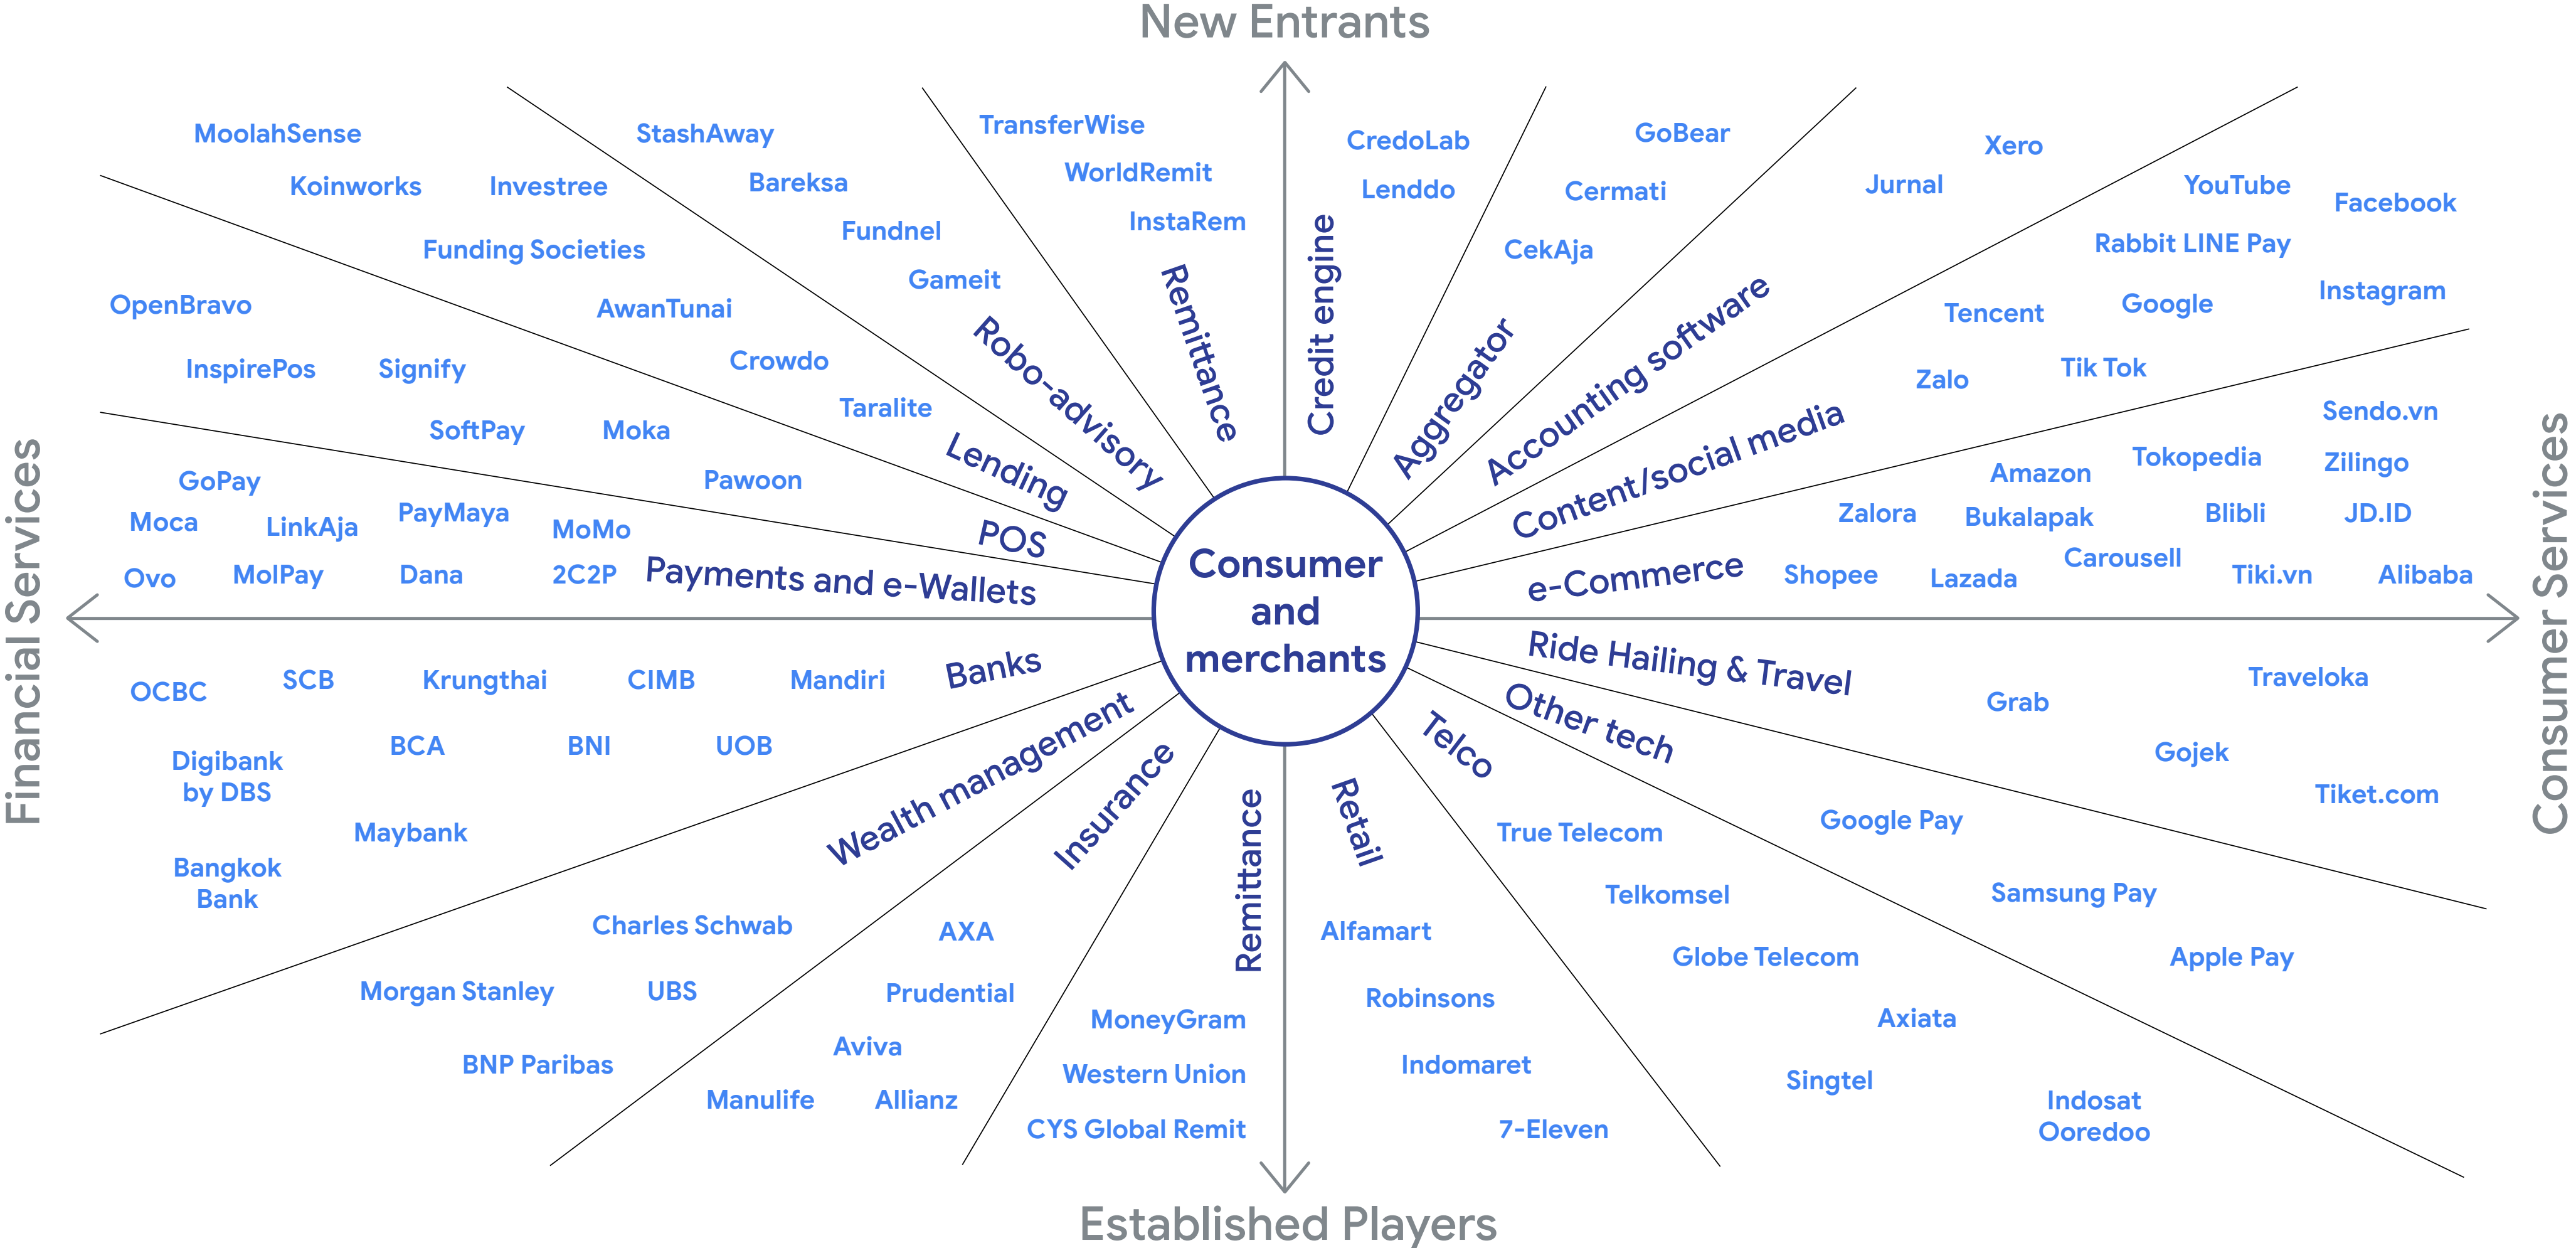 New Entrants
Financial Services
Consumer Services
Established Players
Consumer
and
merchants
Lending
MoolahSense
Koinworks
Investree
Funding Societies
AwanTunai
Crowdo
Taralite
Robo-advisory
StashAway
Bareksa
Fundnel
Gameit
Remittance
TransferWise
WorldRemit
InstaRem
Credit engine
CredoLab
Lenddo
Aggregator
GoBear
Cermati
CekAja
Accounting software
Xero
Jurnal
Content/social media
YouTube
Facebook
Rabbit LINE Pay
Instagram
Google
Tencent
Tik Tok
Zalo
e-Commerce
Sendo.vn
Tokopedia
Zilingo
Amazon
Zalora
Bukalapak
Blibli
JD.ID
Carousell
Shopee
Lazada
Tiki.vn
Alibaba
POS
OpenBravo
InspirePos
Signify
SoftPay
Moka
Pawoon
Payments and e-Wallets
GoPay
Moca
LinkAja
PayMaya
MoMo
Ovo
MolPay
Dana
2C2P
Banks
OCBC
SCB
Krungthai
CIMB
Mandiri
BCA
BNI
UOB
Digibank
by DBS
Maybank
Bangkok
Bank
Wealth management
Charles Schwab
Morgan Stanley
UBS
BNP Paribas
Insurance
AXA
Prudential
Aviva
Manulife
Allianz
Remittance
MoneyGram
Western Union
CYS Global Remit
Retail
Alfamart
Robinsons
Indomaret
7-Eleven
Telco
True Telecom
Telkomsel
Globe Telecom
Axiata
Singtel
Indosat
Ooredoo
Other tech
Google Pay
Samsung Pay
Apple Pay
Ride Hailing & Travel
Traveloka
Grab
Gojek
Tiket.com